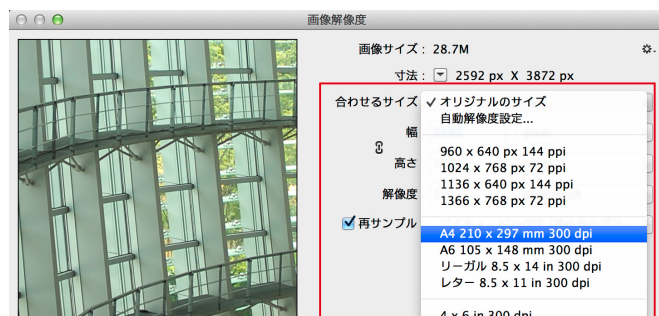 画像解像度
画像サイズ : 28.7M
寸法 : 2592 px X 3872 px
合わせるサイズ ✓ オリジナルのサイズ
自動解像度設定...
幅
960 x 640 px 144 ppi
高さ
1024 x 768 px 72 ppi
1136 x 640 px 144 ppi
解像度
1366 x 768 px 72 ppi
再サンプル
A4 210 x 297 mm 300 dpi
A6 105 x 148 mm 300 dpi
リーガル 8.5 x 14 in 300 dpi
レター 8.5 x 11 in 300 dpi
4 x 6 in 300 dpi